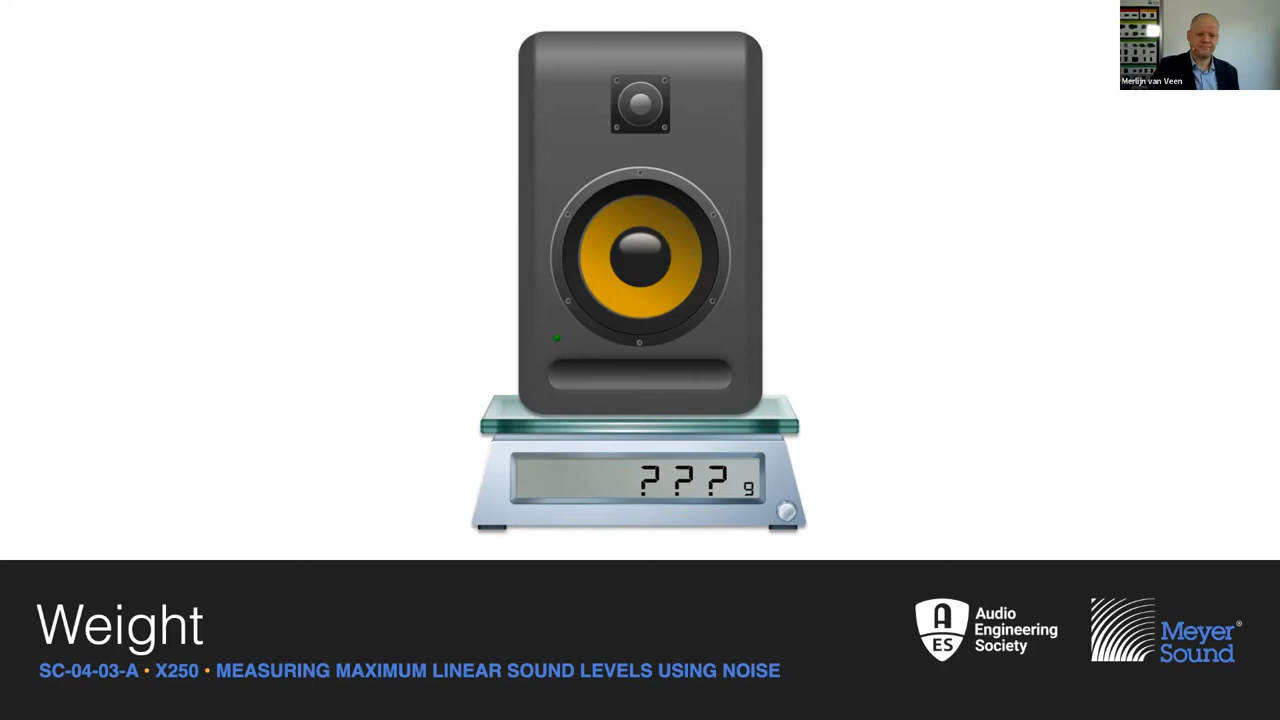 Merlijn van Veen
??? g
Weight
SC-04-03-A • X250 • MEASURING MAXIMUM LINEAR SOUND LEVELS USING NOISE
A
ES
Audio
Engineering
Society
Meyer
Sound®